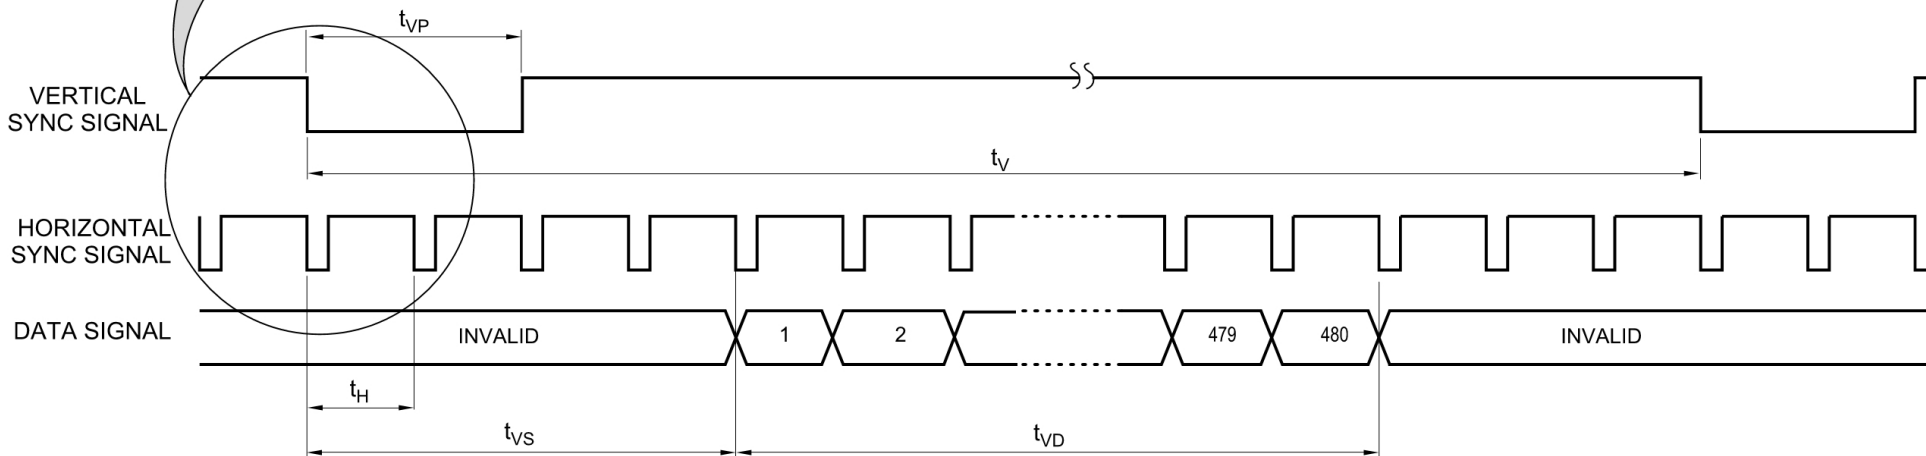 tVP
VERTICAL
SYNC SIGNAL
tV
HORIZONTAL
SYNC SIGNAL
DATA SIGNAL
INVALID
1
2
479
480
INVALID
tH
tVS
tVD